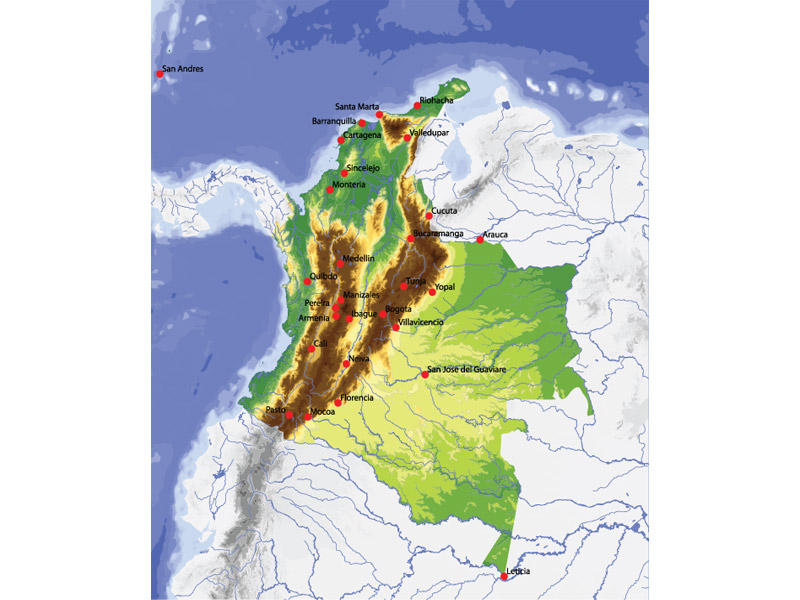 San Andres
Riohacha
Santa Marta
Barranquilla
Cartagena
Valledupar
Sincelejo
Monteria
Cucuta
Bucaramanga
Arauca
Medellin
Quibdo
Tunja
Yopal
Manizales
Pereira
Armenia
Ibague
Bogota
Villavicencio
Cali
Neiva
San Jose del Guaviare
Florencia
Pasto
Mocoa
Leticia